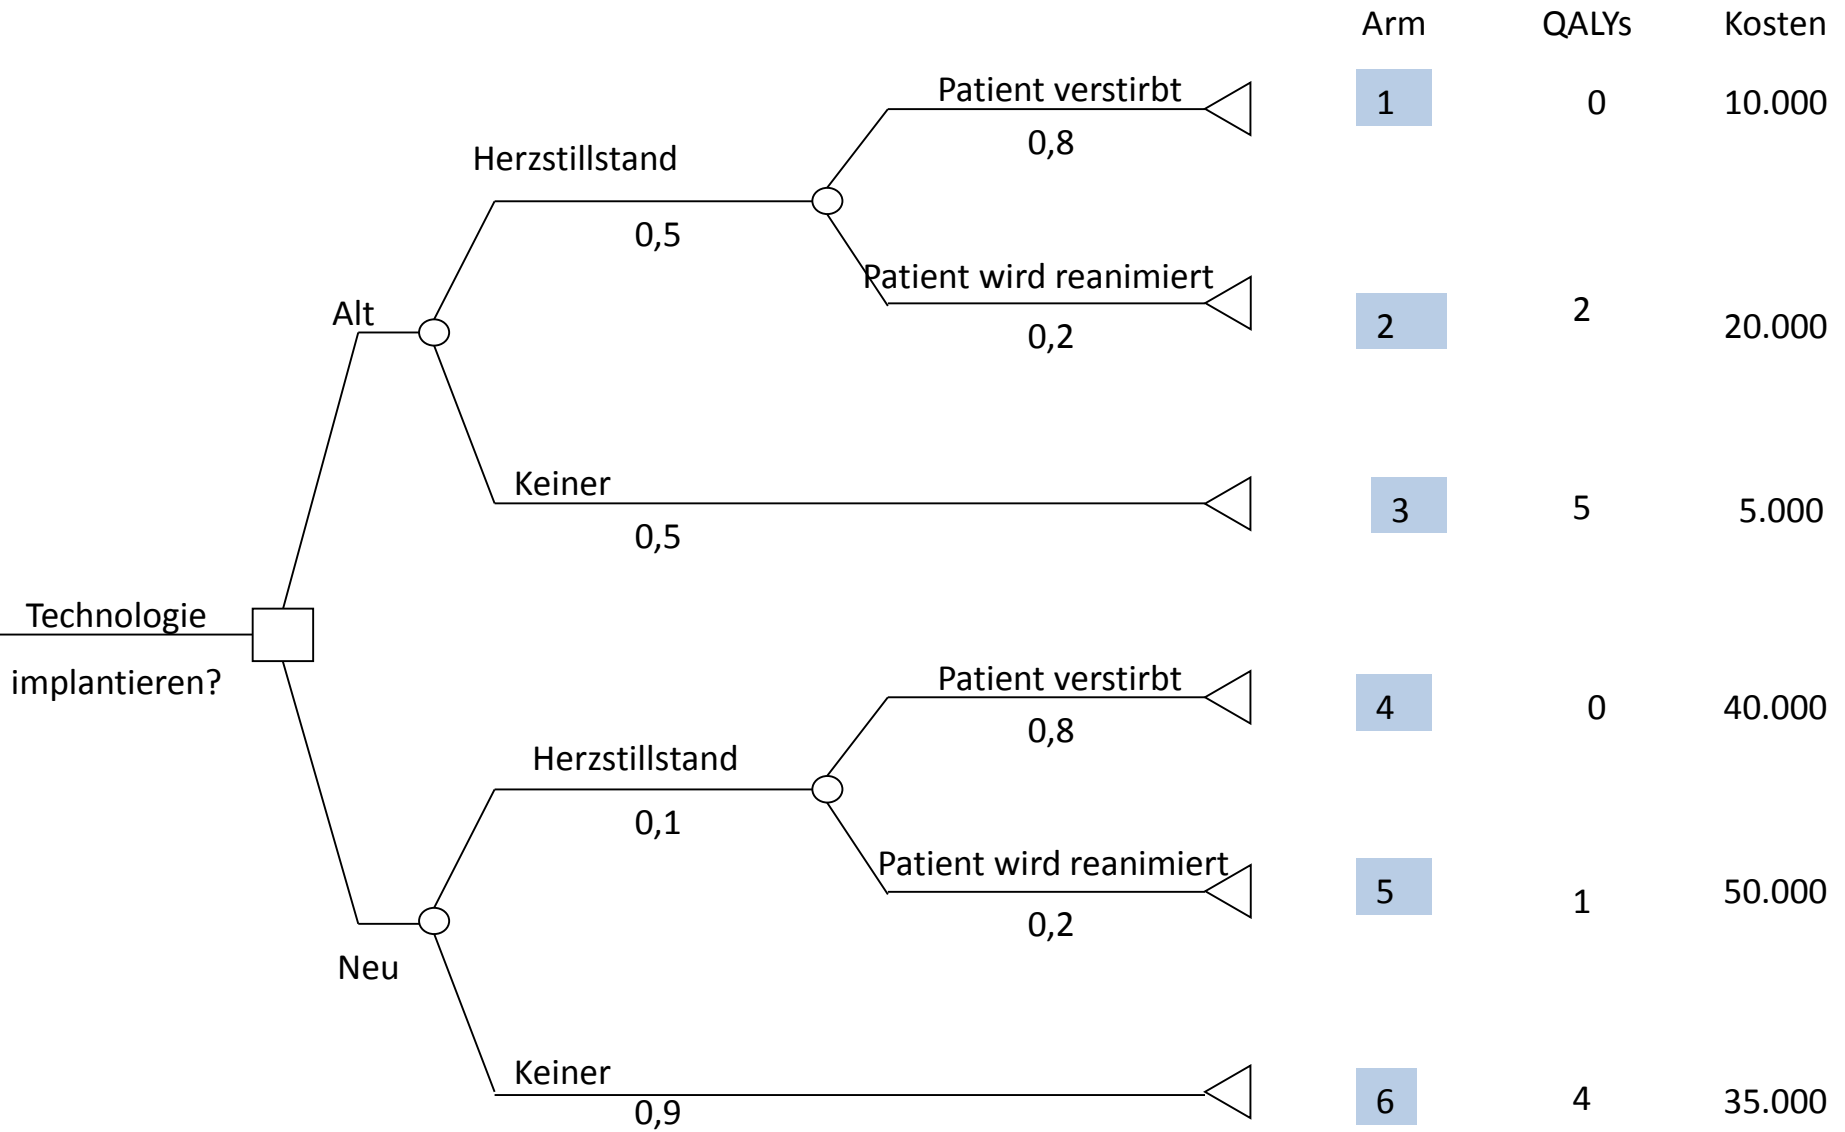 Arm QALYs Kosten
Patient verstirbt 1 0 10.000
0,8
Herzstillstand
0,5
Patient wird reanimiert
Alt 2 2 20.000
0,2
Keiner 3 5 5.000
0,5
Technologie
implantieren?
Patient verstirbt 4 0 40.000
0,8
Herzstillstand
0,1
Patient wird reanimiert 5 1 50.000
0,2
Neu
Keiner 6 4 35.000
0,9